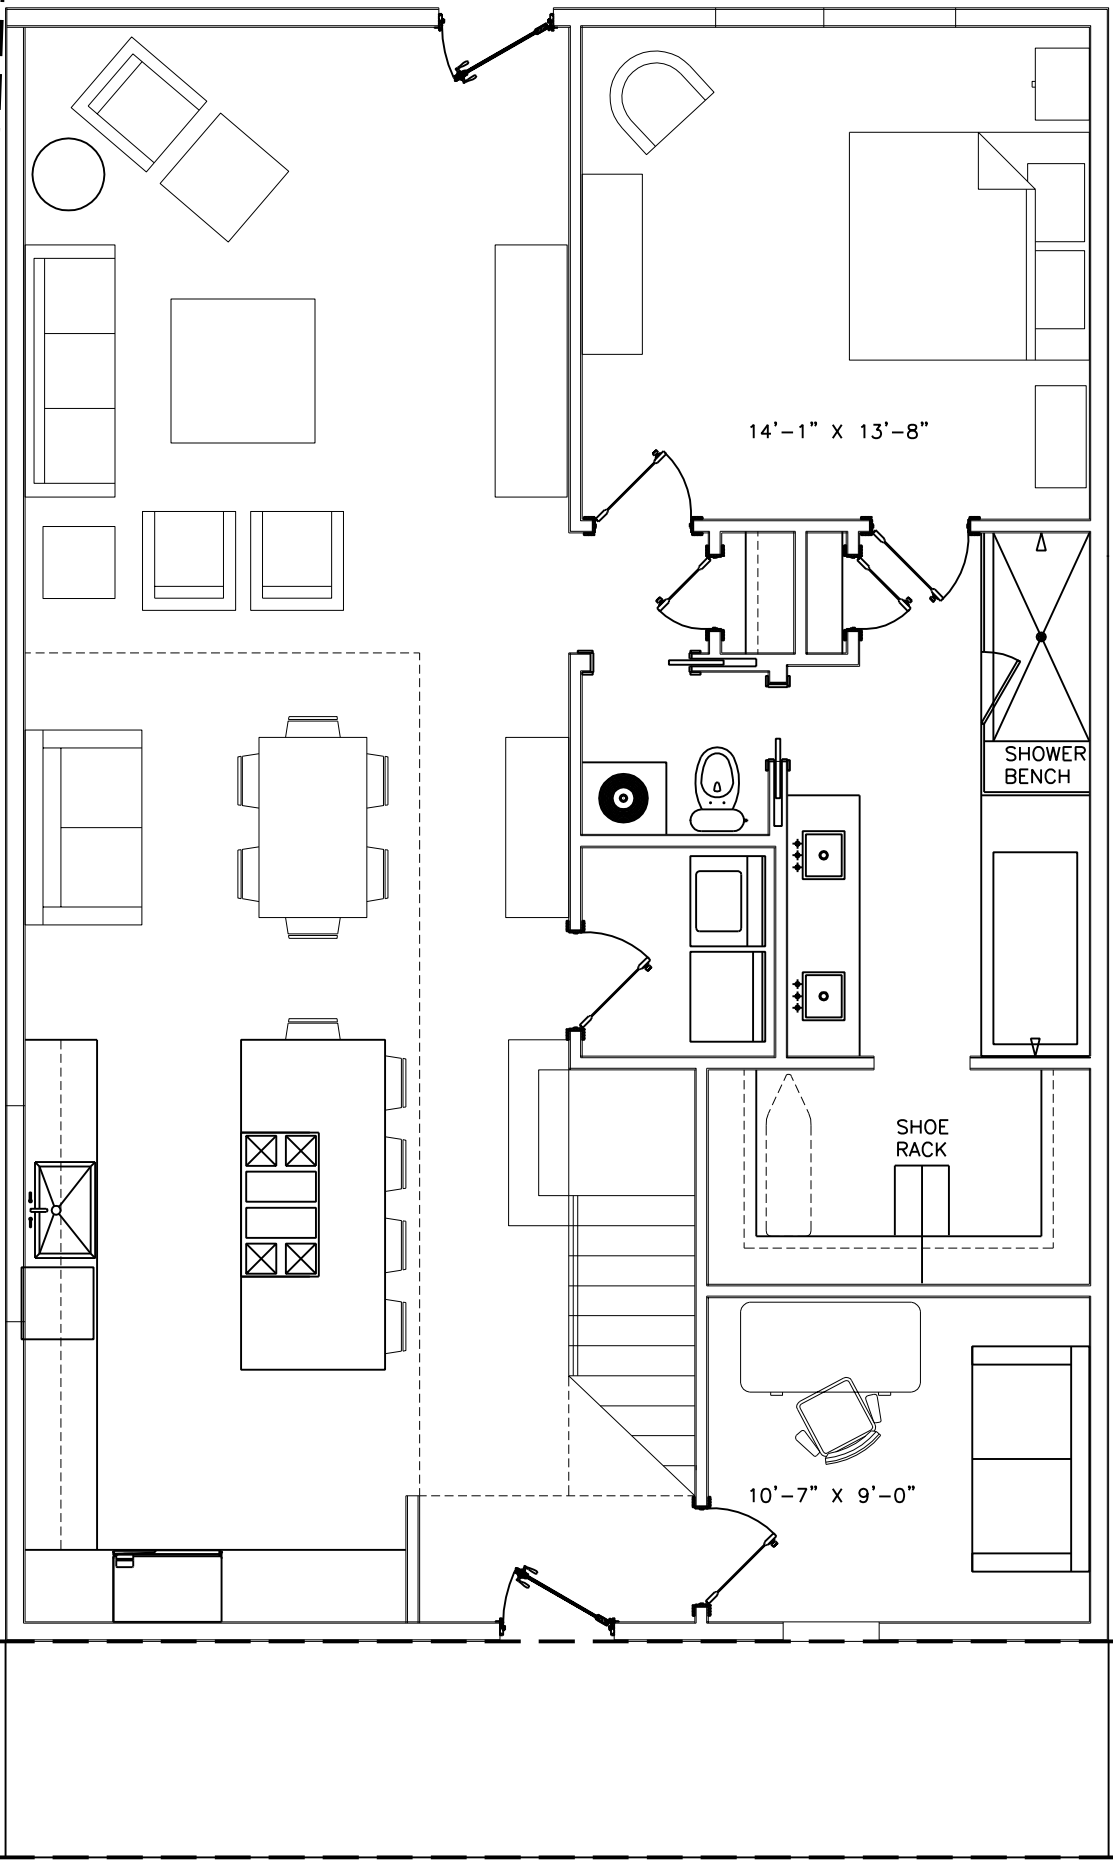 14'-1" X 13'-8"
SHOWER
BENCH
SHOE
RACK
10'-7" X 9'-0"